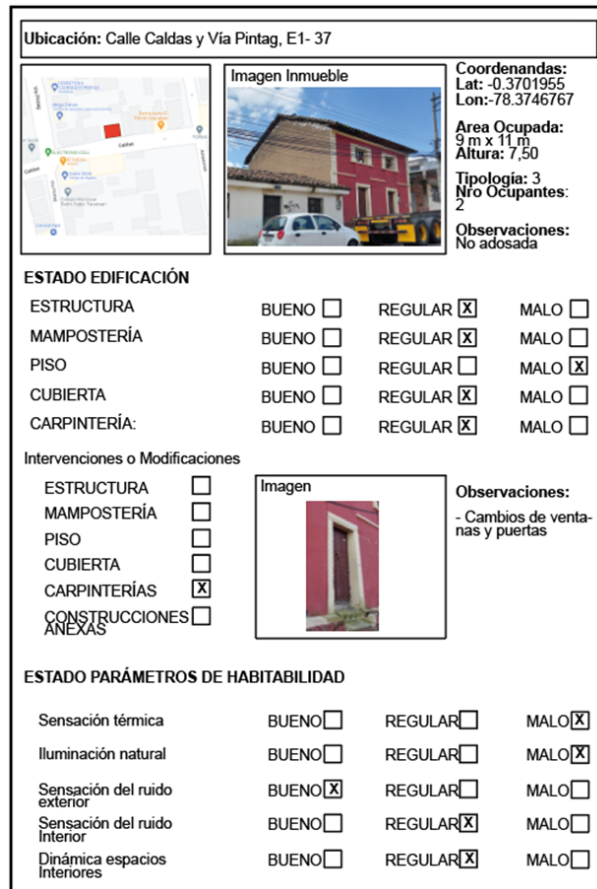 Ubicación: Calle Caldas y Vía Pintag, E1- 37
Imagen Inmueble
Coordenandas:
Lat: -0.3701955
Lon:-78.3746767
Area Ocupada:
9 m x 11 m
Altura: 7,50
Tipología: 3
Nro Ocupantes:
2
Observaciones:
No adosada
Caldas
Caldas
ESTADO EDIFICACIÓN
ESTRUCTURA BUENO REGULAR X MALO
MAMPOSTERÍA BUENO REGULAR X MALO
PISO BUENO REGULAR MALO X
CUBIERTA BUENO REGULAR X MALO
CARPINTERÍA: BUENO REGULAR X MALO
Intervenciones o Modificaciones
ESTRUCTURA
MAMPOSTERÍA
PISO
CUBIERTA
CARPINTERÍAS X
CONSTRUCCIONES
ANEXAS
Imagen
Observaciones:
- Cambios de venta-
nas y puertas
ESTADO PARÁMETROS DE HABITABILIDAD
Sensación térmica BUENO REGULAR MALO X
Iluminación natural BUENO REGULAR MALO X
Sensación del ruido
exterior BUENO X REGULAR MALO
Sensación del ruido
Interior BUENO REGULAR X MALO
Dinámica espacios
Interiores BUENO REGULAR X MALO